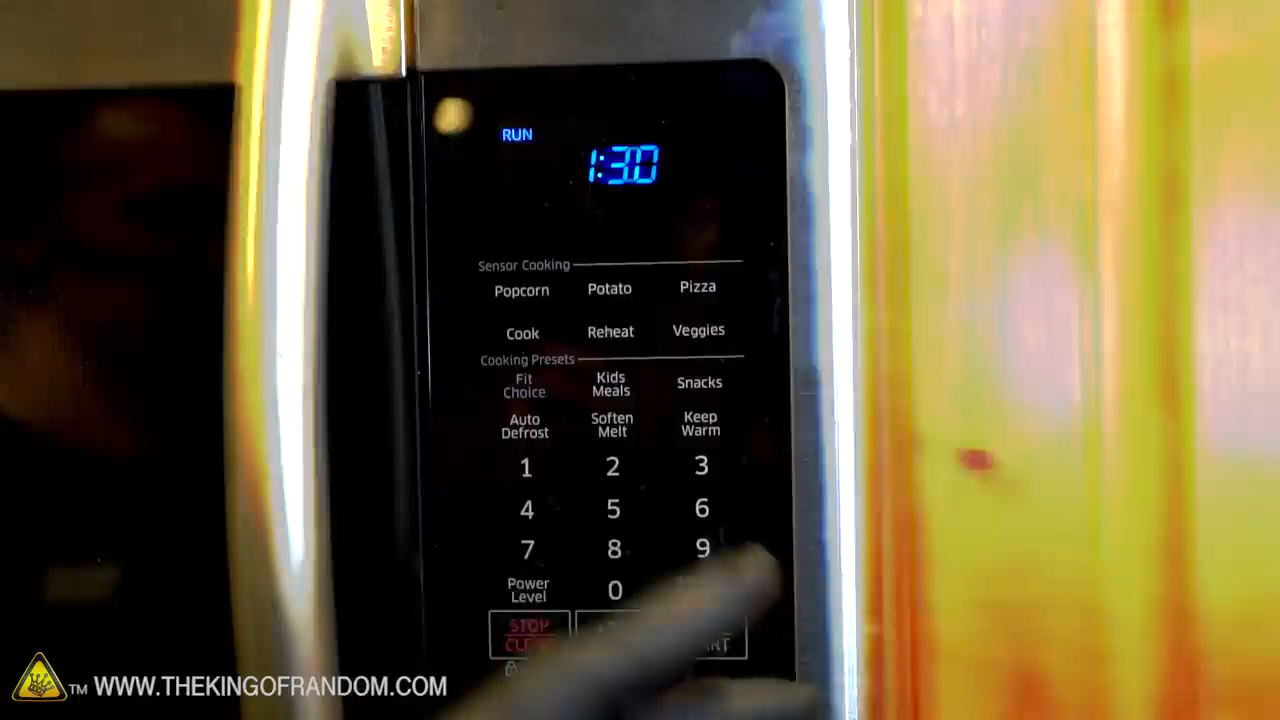 RUN
1:30
Sensor Cooking
Popcorn Potato Pizza
Cook Reheat Veggies
Cooking Presets
Fit Choice Kids Meals Snacks
Auto Defrost Soften Melt Keep Warm
1 2 3
4 5 6
7 8 9
Power Level 0
STOP
TM WWW.THEKINGOFRANDOM.COM